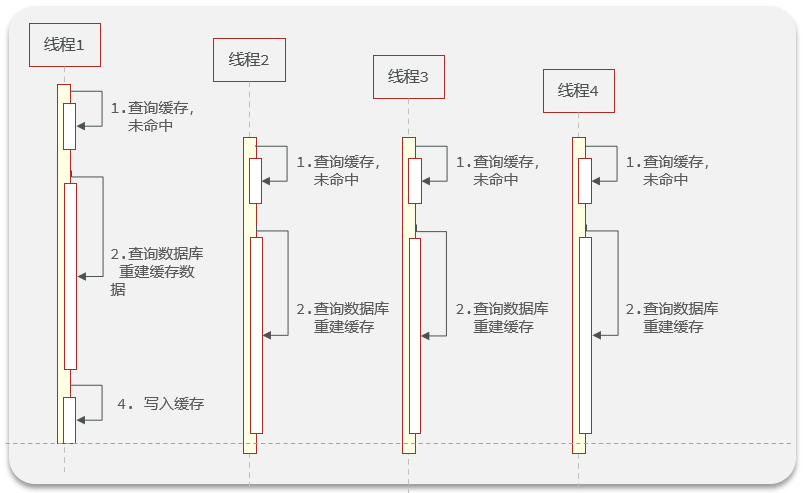 线程1
线程2
线程3
线程4
1.查询缓存，
未命中
2.查询数据库
重建缓存数
据
4. 写入缓存
1.查询缓存，
未命中
2.查询数据库
重建缓存
1.查询缓存，
未命中
2.查询数据库
重建缓存
1.查询缓存，
未命中
2.查询数据库
重建缓存